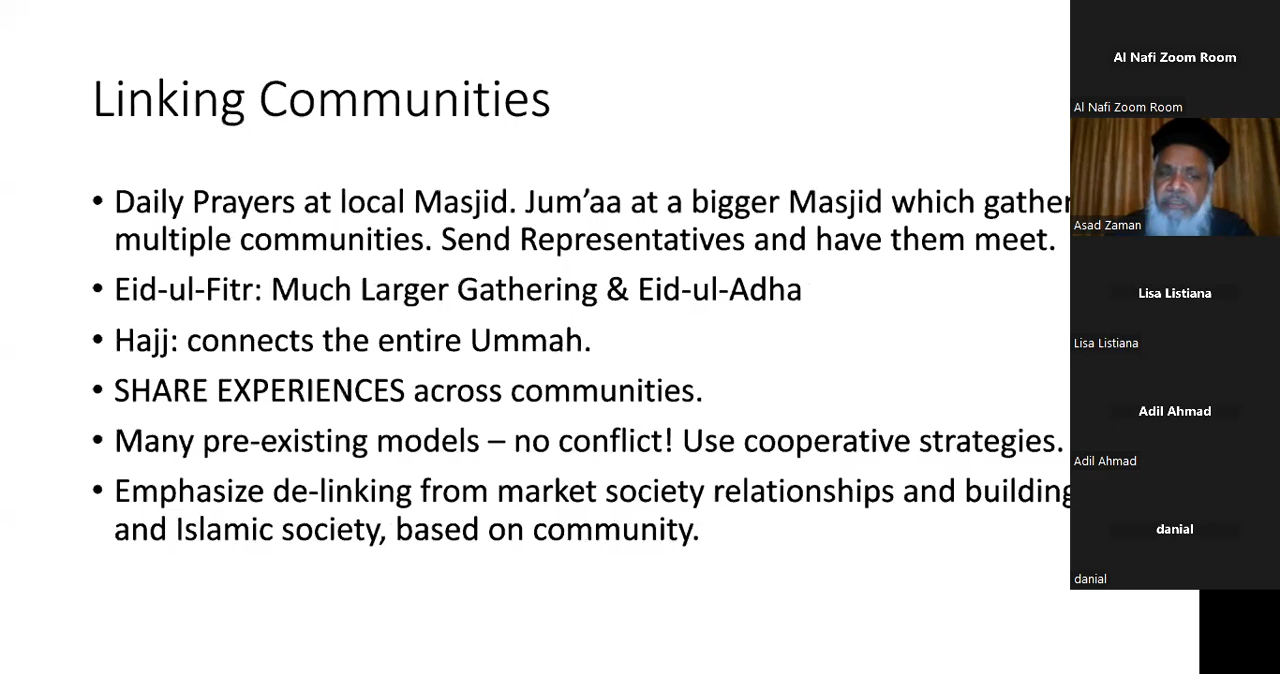 Linking Communities
• Daily Prayers at local Masjid. Jum’aa at a bigger Masjid which gather
multiple communities. Send Representatives and have them meet.
• Eid-ul-Fitr: Much Larger Gathering & Eid-ul-Adha
• Hajj: connects the entire Ummah.
• SHARE EXPERIENCES across communities.
• Many pre-existing models – no conflict! Use cooperative strategies.
• Emphasize de-linking from market society relationships and building
and Islamic society, based on community.
Al Nafi Zoom Room
Al Nafi Zoom Room
Asad Zaman
Lisa Listiana
Lisa Listiana
Adil Ahmad
Adil Ahmad
danial
danial